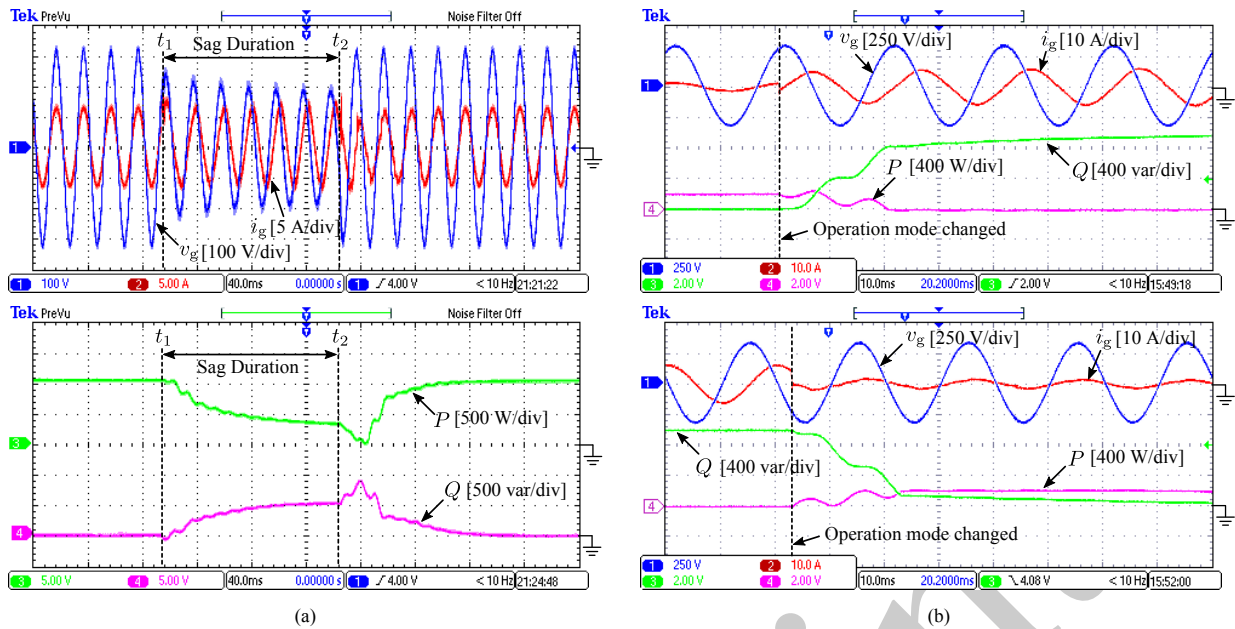 Tek PreVu Noise Filter Off
t1 Sag Duration t2
1
ig [5 A/div]
vg [100 V/div]
1 100 V 2 5.00 A 40.0ms 0.00000 s 1 4.00 V < 10 Hz 21:21:22
Tek PreVu Noise Filter Off
t1 Sag Duration t2
P [500 W/div]
3
Q [500 var/div]
4
3 5.00 V 4 5.00 V 40.0ms 0.00000 s 1 4.00 V < 10 Hz 21:24:48
(a)
Tek PreVu
vg [250 V/div] ig [10 A/div]
1
P [400 W/div] Q [400 var/div]
4
Operation mode changed
1 250 V 2 10.0 A
3 2.00 V 4 2.00 V 10.0ms 20.2000ms 3 2.00 V < 10 Hz 15:49:18
Tek PreVu
vg [250 V/div] ig [10 A/div]
1
Q [400 var/div] P [400 W/div]
4
Operation mode changed
1 250 V 2 10.0 A
3 2.00 V 4 2.00 V 10.0ms 20.2000ms 3 4.08 V < 10 Hz 15:52:00
(b)